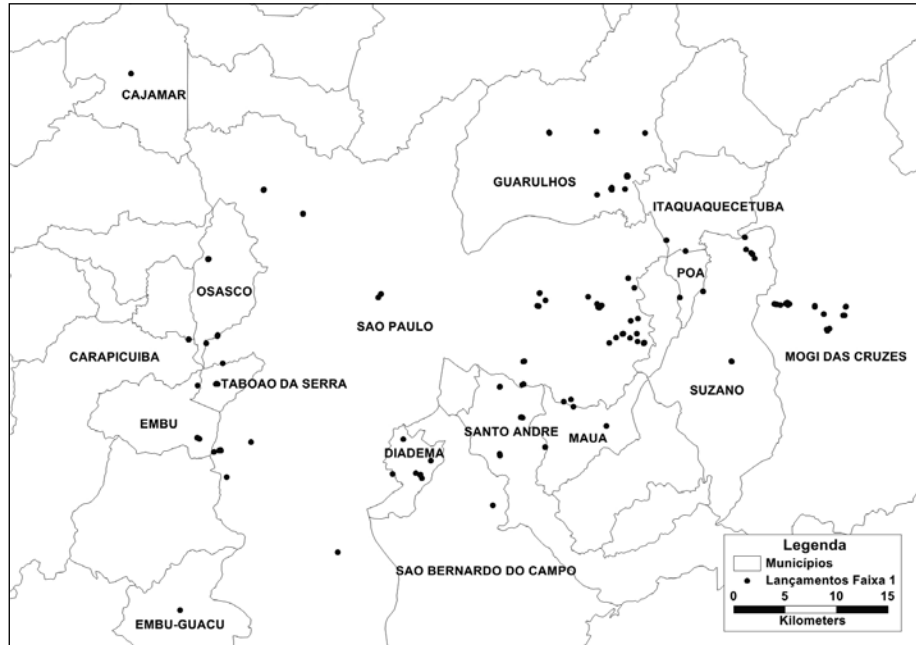 CAJAMAR
GUARULHOS
ITAQUAQUECETUBA
POA
OSASCO
SAO PAULO
CARAPICUIBA
MOGI DAS CRUZES
TABOAO DA SERRA
SUZANO
EMBU
SANTO ANDRE
MAUA
DIADEMA
SAO BERNARDO DO CAMPO
EMBU-GUACU
Legenda
Municípios
Lançamentos Faixa 1
0 5 10 15
Kilometers